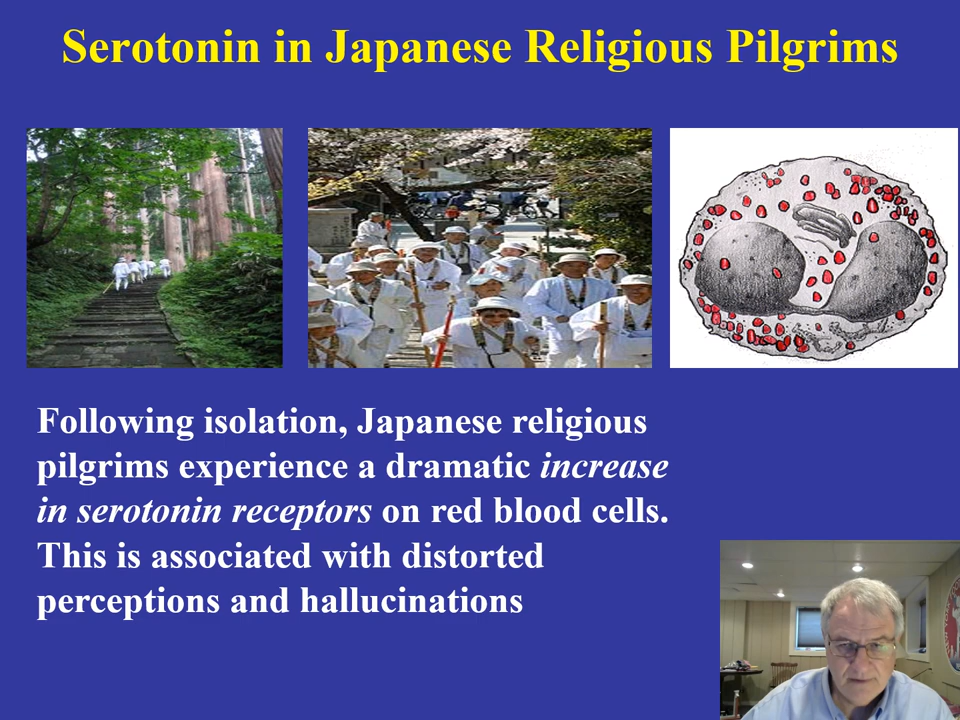 Serotonin in Japanese Religious Pilgrims
Following isolation, Japanese religious
pilgrims experience a dramatic increase
in serotonin receptors on red blood cells.
This is associated with distorted
perceptions and hallucinations